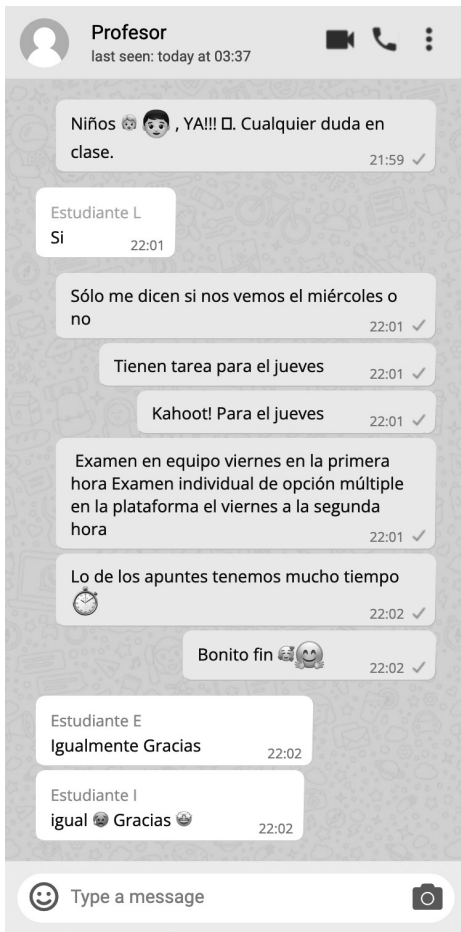 Profesor
last seen: today at 03:37
Niños 👶 👦 , YA!!! ▯. Cualquier duda en
clase.
21:59
Estudiante L
Si
22:01
Sólo me dicen si nos vemos el miércoles o
no
22:01
Tienen tarea para el jueves
22:01
Kahoot! Para el jueves
22:01
Examen en equipo viernes en la primera
hora Examen individual de opción múltiple
en la plataforma el viernes a la segunda
hora
22:01
Lo de los apuntes tenemos mucho tiempo
⏱
22:02
Bonito fin 🥰🤗
22:02
Estudiante E
Igualmente Gracias
22:02
Estudiante I
igual 😥 Gracias 🤩
22:02
Type a message